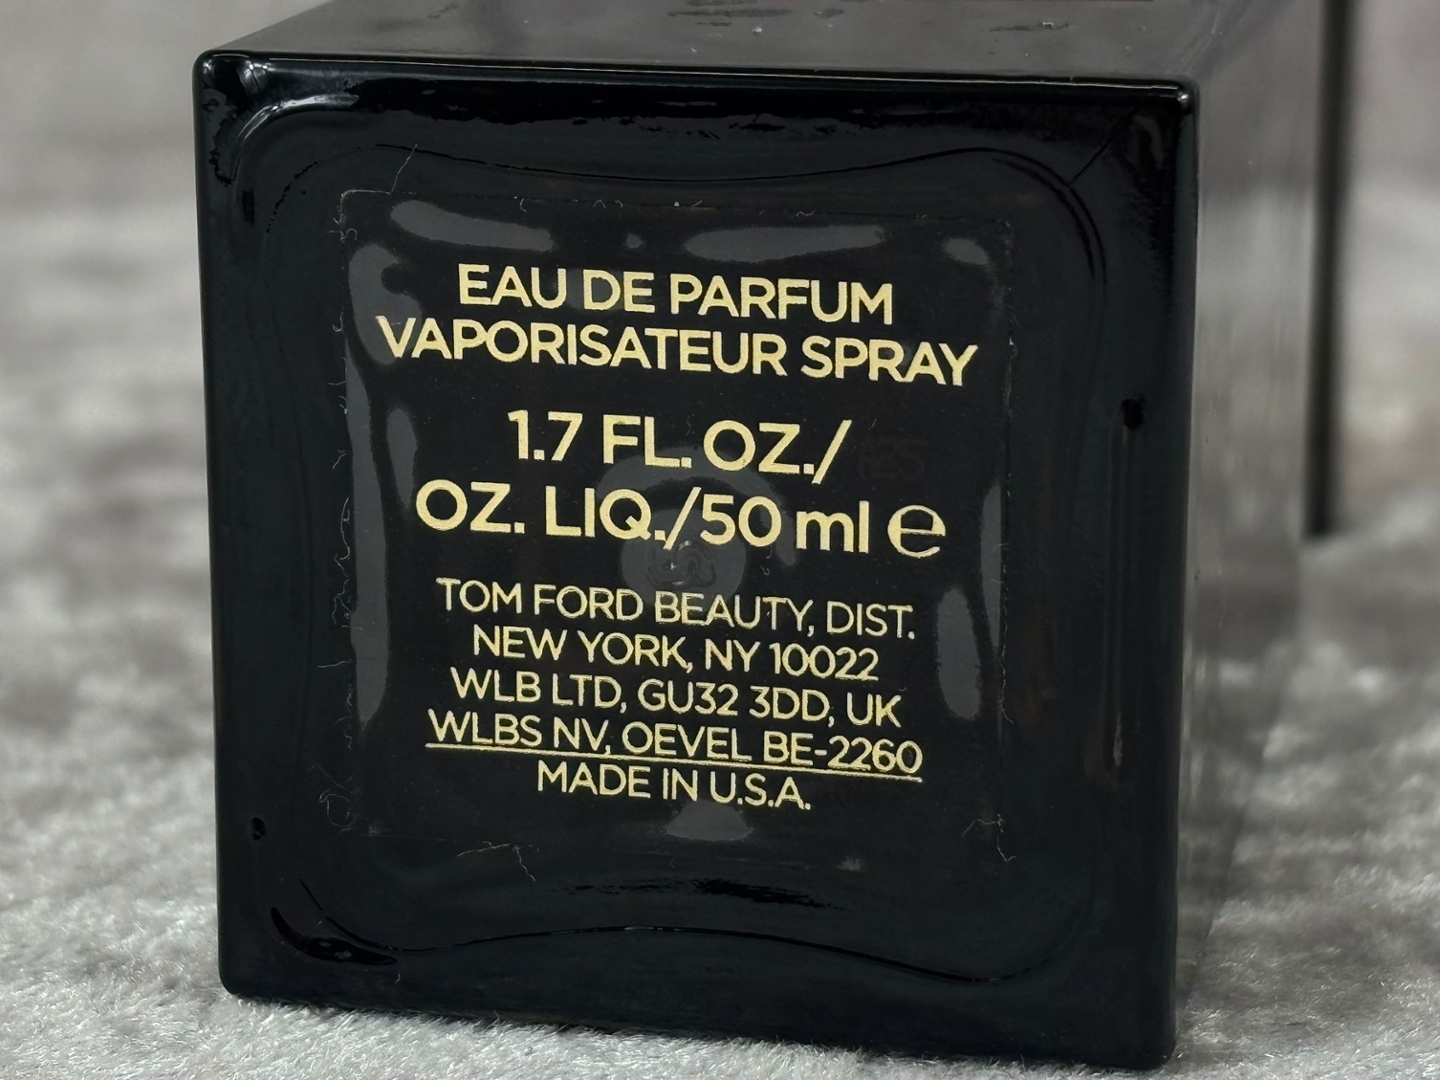 EAU DE PARFUM
VAPORISATEUR SPRAY
1.7 FL. OZ./
OZ. LIQ./50 ml e
TOM FORD BEAUTY, DIST.
NEW YORK, NY 10022
WLB LTD, GU32 3DD, UK
WLBS NV, OEVEL BE-2260
MADE IN U.S.A.